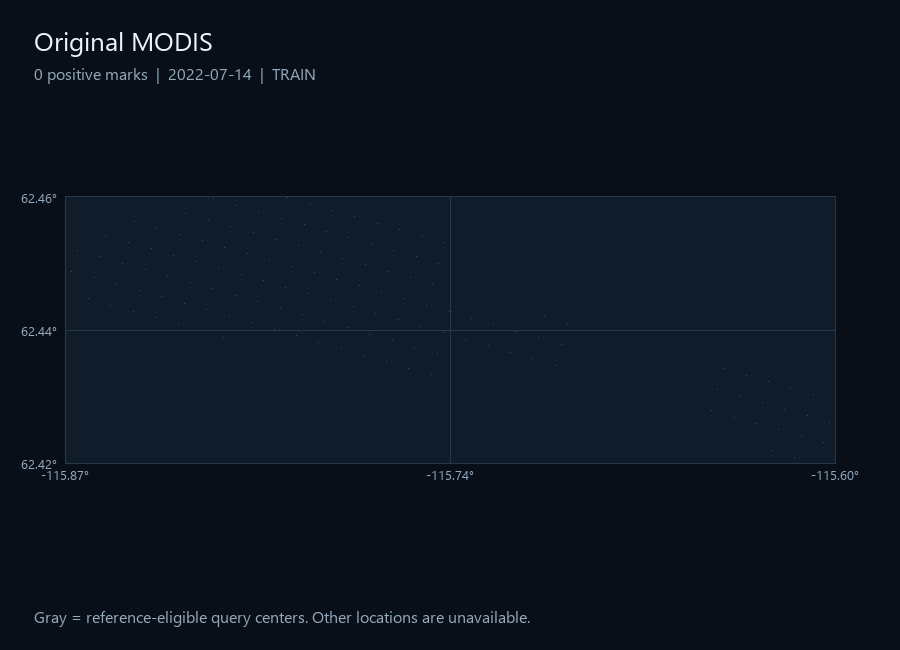 Original MODIS
0 positive marks | 2022-07-14 | TRAIN
62.46°
62.44°
62.42°
-115.87° -115.74° -115.60°
Gray = reference-eligible query centers. Other locations are unavailable.